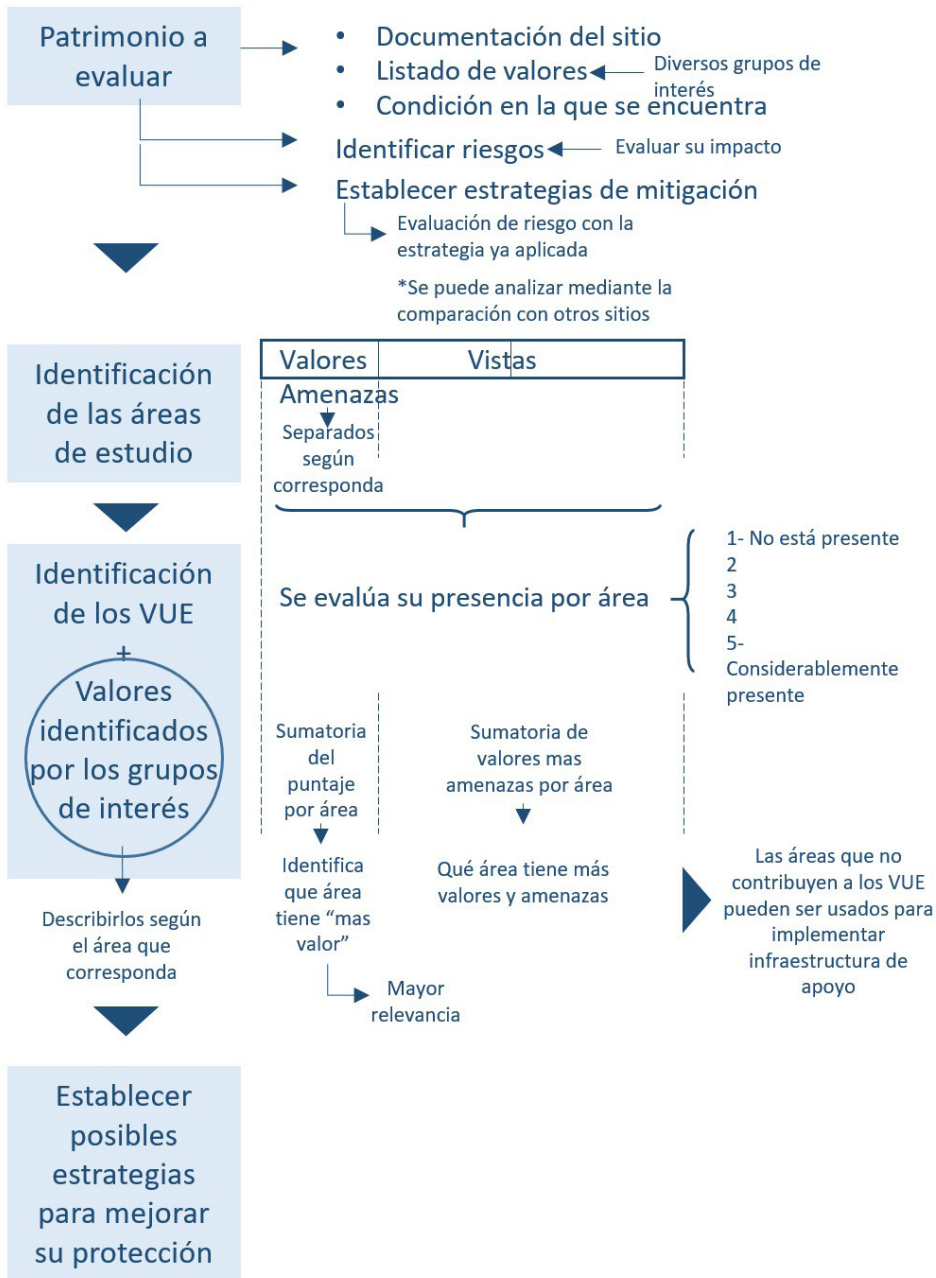 Patrimonio a
evaluar
• Documentación del sitio
• Listado de valores
Diversos grupos de
interés
• Condición en la que se encuentra
Identificar riesgos
Evaluar su impacto
Establecer estrategias de mitigación
Evaluación de riesgo con la
estrategia ya aplicada
*Se puede analizar mediante la
comparación con otros sitios
Identificación
de las áreas
de estudio
Valores
Vistas
Amenazas
Separados
según
corresponda
Identificación
de los VUE
+
Valores
identificados
por los grupos
de interés
Se evalúa su presencia por área
1- No está presente
2
3
4
5-
Considerablemente
presente
Sumatoria
del
puntaje
por área
Sumatoria de
valores mas
amenazas por área
Identifica
que área
tiene “mas
valor”
Qué área tiene más
valores y amenazas
Las áreas que no
contribuyen a los VUE
pueden ser usados para
implementar
infraestructura de
apoyo
Describirlos según
el área que
corresponda
Mayor
relevancia
Establecer
posibles
estrategias
para mejorar
su protección